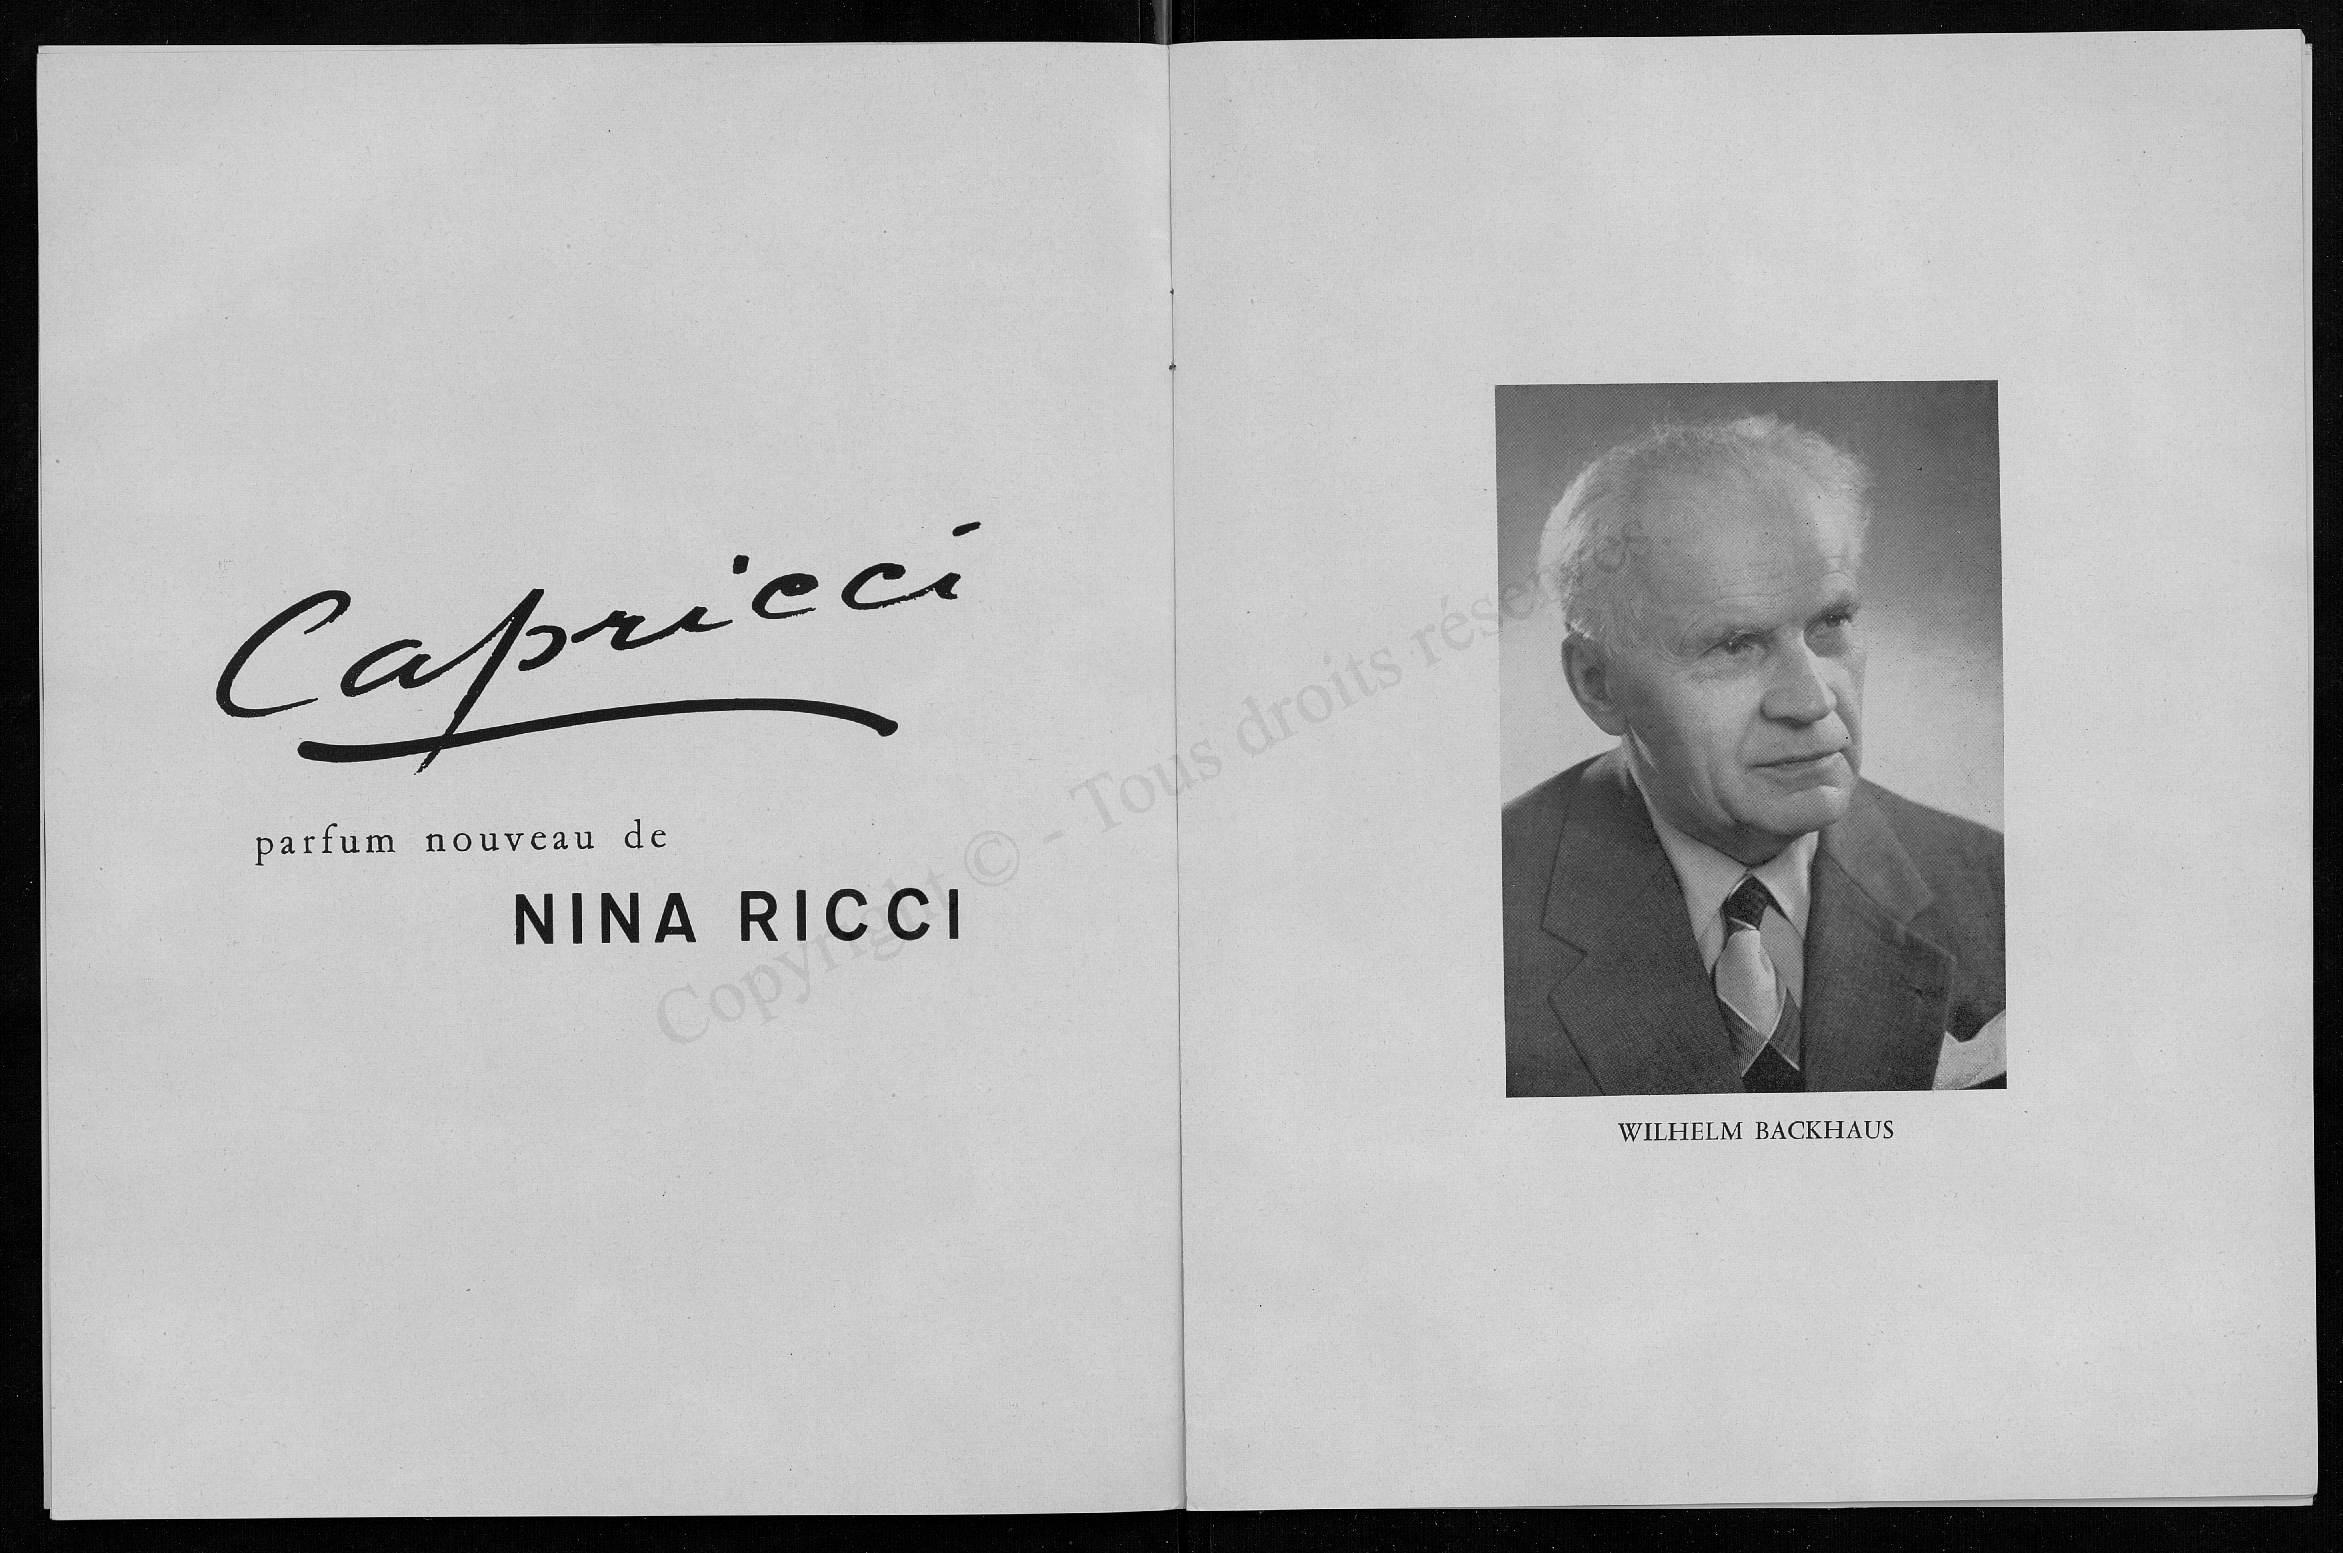 Capricci
parfum nouveau de
NINA RICCI
WILHELM BACKHAUS
Copyright © - Tous droits réservés.